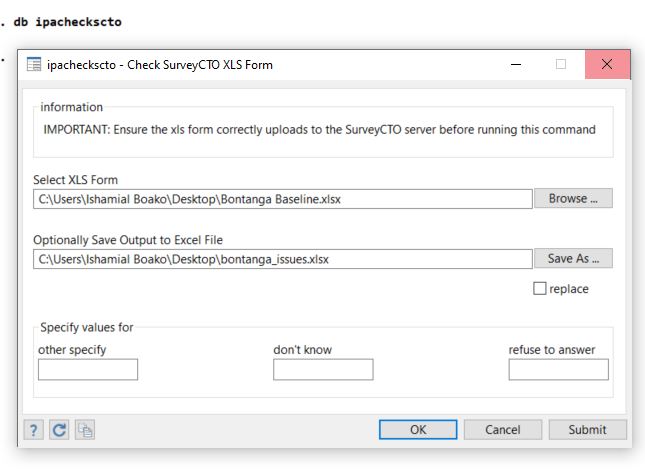 . db ipacheckscto
.
ipacheckscto - Check SurveyCTO XLS Form
information
IMPORTANT: Ensure the xls form correctly uploads to the SurveyCTO server before running this command
Select XLS Form
C:\Users\Ishamial Boako\Desktop\Bontanga Baseline.xlsx Browse ...
Optionally Save Output to Excel File
C:\Users\Ishamial Boako\Desktop\bontanga_issues.xlsx Save As ...
replace
Specify values for
other specify don't know refuse to answer
? OK Cancel Submit